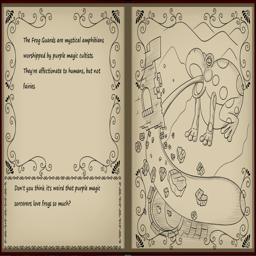 The Frog Guards are mystical amphibians
worshipped by purple magic cultists.
They're affectionate to humans, but not
fairies.
Don't you think it's weird that purple magic
sorcerers love frogs so much?